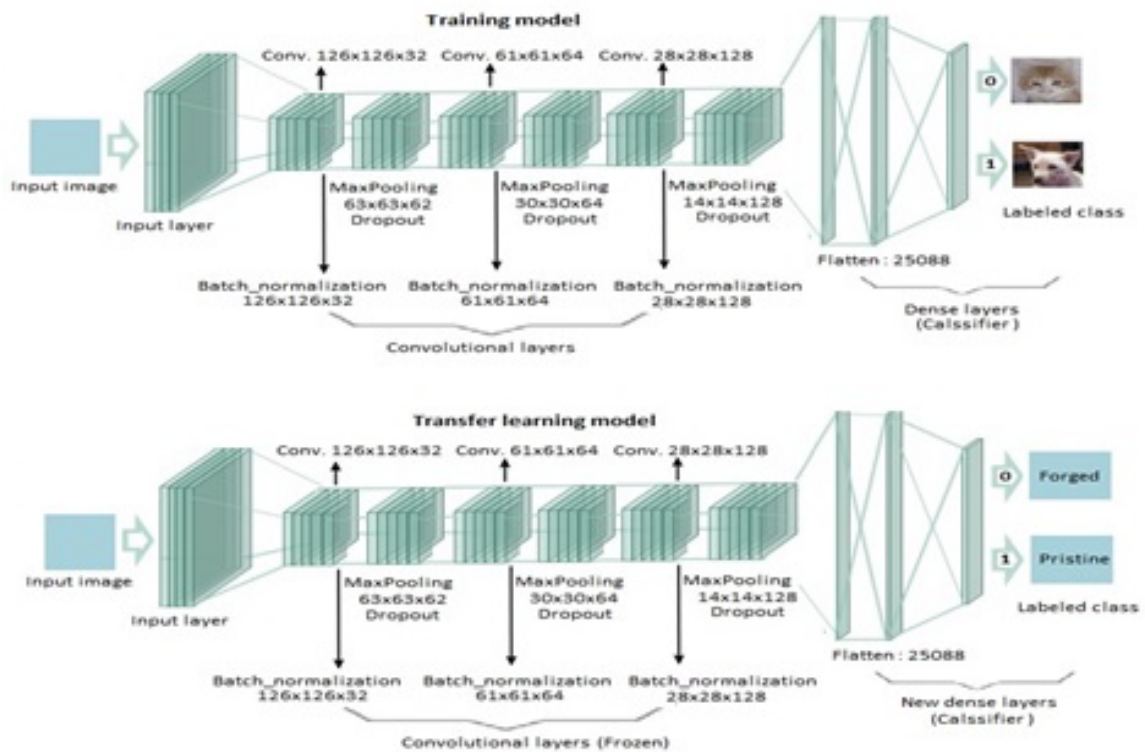 Training model
Conv. 126x126x32 Conv. 61x61x64 Conv. 28x28x128
0
1
Input image
Input layer
MaxPooling
63x63x62
Dropout
MaxPooling
30x30x64
Dropout
MaxPooling
14x14x128
Dropout
Labeled class
Flatten : 25088
Batch_normalization
126x126x32
Batch_normalization
61x61x64
Batch_normalization
28x28x128
Dense layers
(Calssifier )
Convolutional layers
Transfer learning model
Conv. 126x126x32 Conv. 61x61x64 Conv. 28x28x128
0
Forged
1
Pristine
Input image
Input layer
MaxPooling
63x63x62
Dropout
MaxPooling
30x30x64
Dropout
MaxPooling
14x14x128
Dropout
Labeled class
Flatten : 25088
Batch_normalization
126x126x32
Batch_normalization
61x61x64
Batch_normalization
28x28x128
New dense layers
(Calssifier )
Convolutional layers (Frozen)